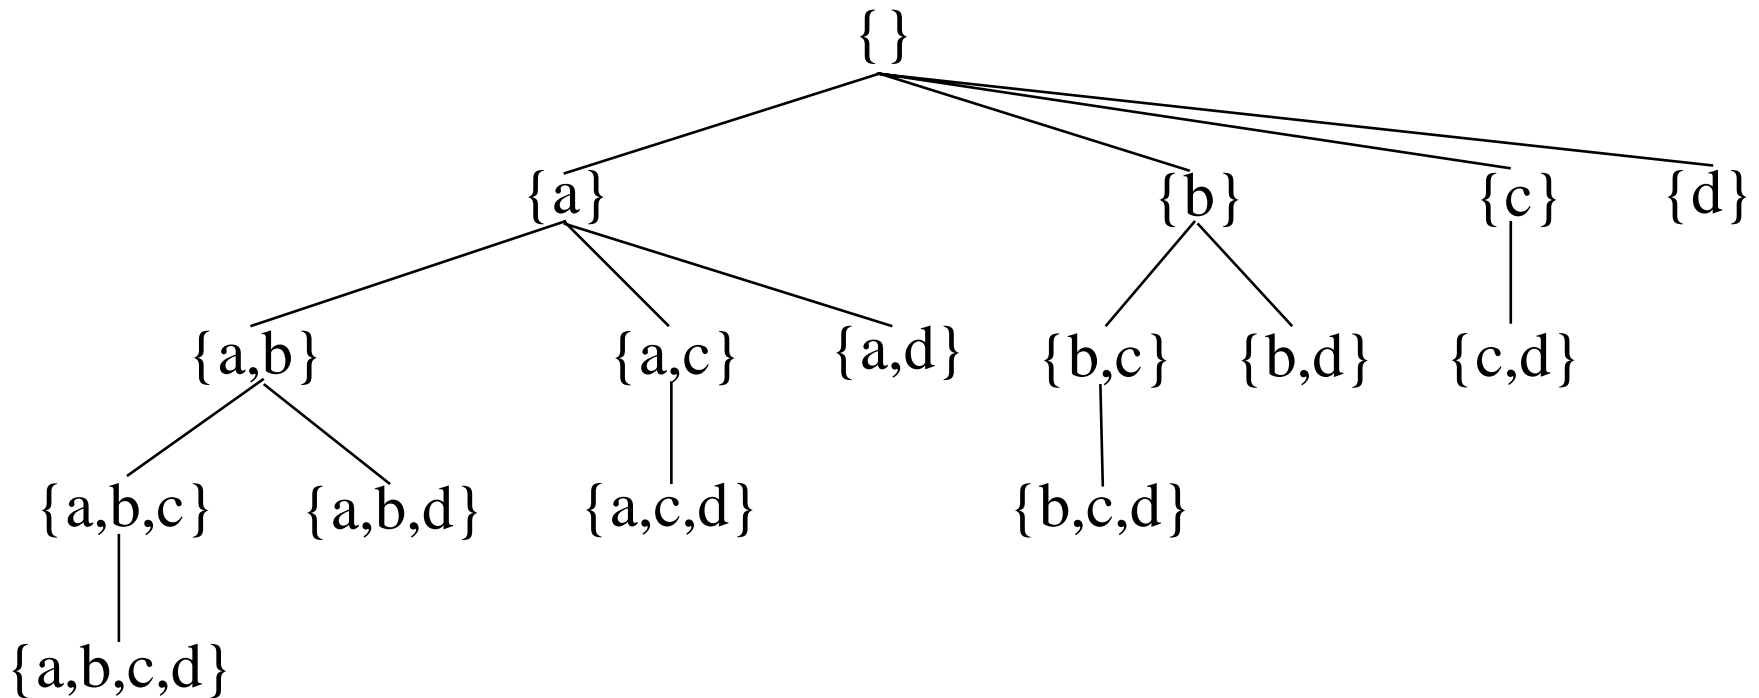 { }
{a} {b} {c} {d}
{a,b} {a,c} {a,d} {b,c} {b,d} {c,d}
{a,b,c} {a,b,d} {a,c,d} {b,c,d}
{a,b,c,d}